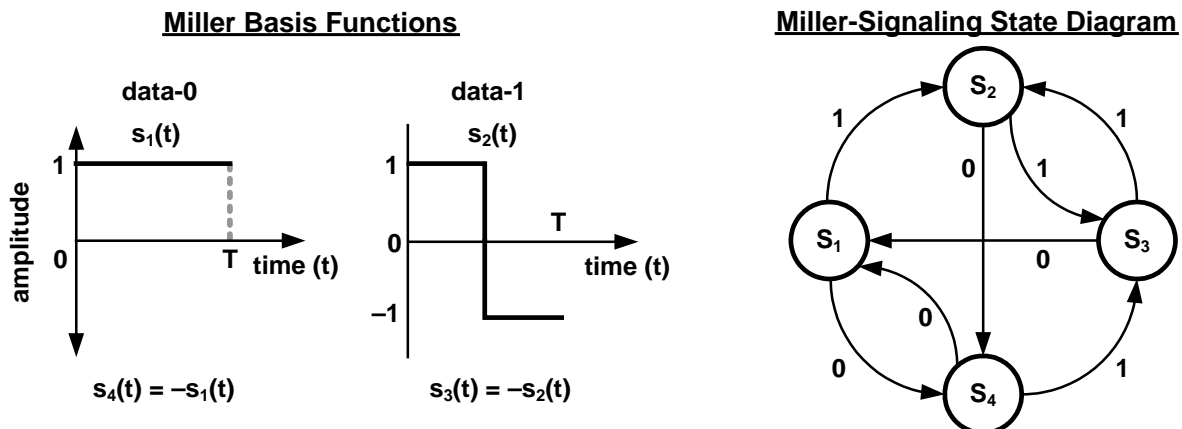 Miller Basis Functions
data-0
s₁(t)
1
0
T
time (t)
amplitude
s₄(t) = –s₁(t)
data-1
s₂(t)
1
0
–1
T
time (t)
s₃(t) = –s₂(t)
Miller-Signaling State Diagram
S₂
1
1
0
1
S₁
S₃
0
0
0
1
S₄